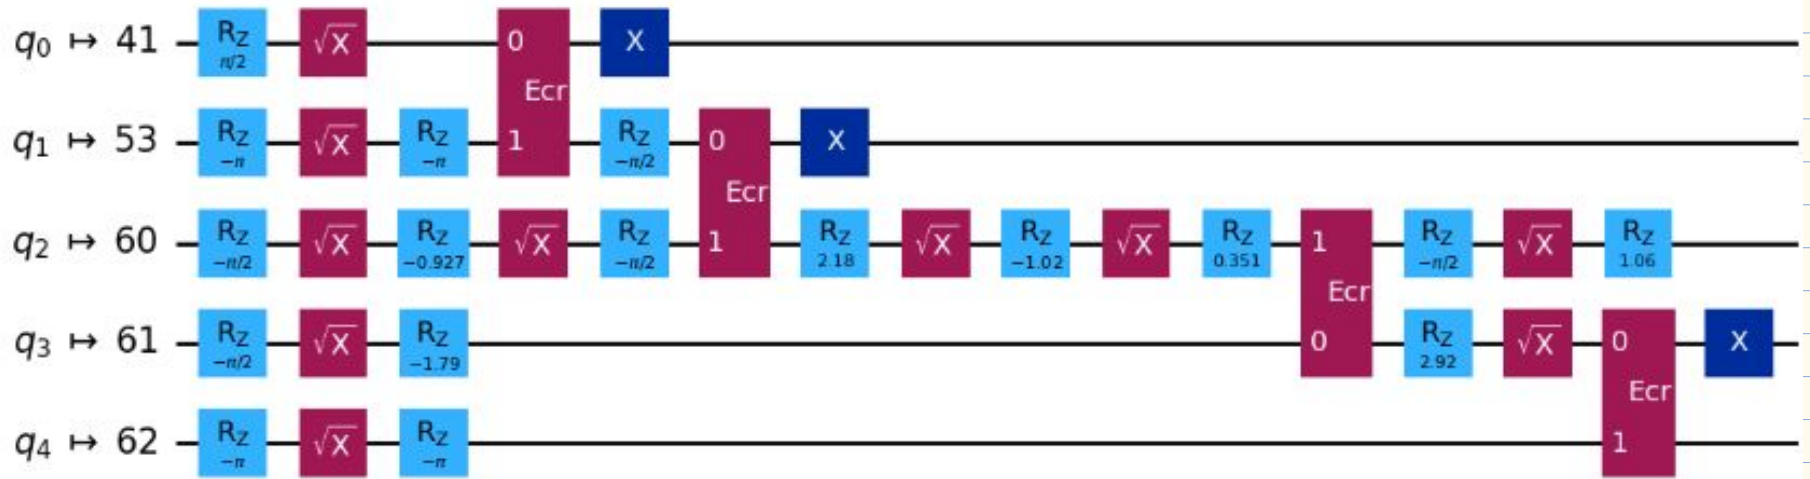 q0 ↦ 41 RZ π/2 √X 0 X
Ecr
q1 ↦ 53 RZ −π √X RZ −π 1 RZ −π/2 0 X
Ecr
q2 ↦ 60 RZ −π/2 √X RZ −0.927 √X RZ −π/2 1 RZ 2.18 √X RZ −1.02 √X RZ 0.351 1 RZ −π/2 √X RZ 1.06
Ecr
q3 ↦ 61 RZ −π/2 √X RZ −1.79 0 RZ 2.92 √X 0 X
Ecr
q4 ↦ 62 RZ −π √X RZ −π 1